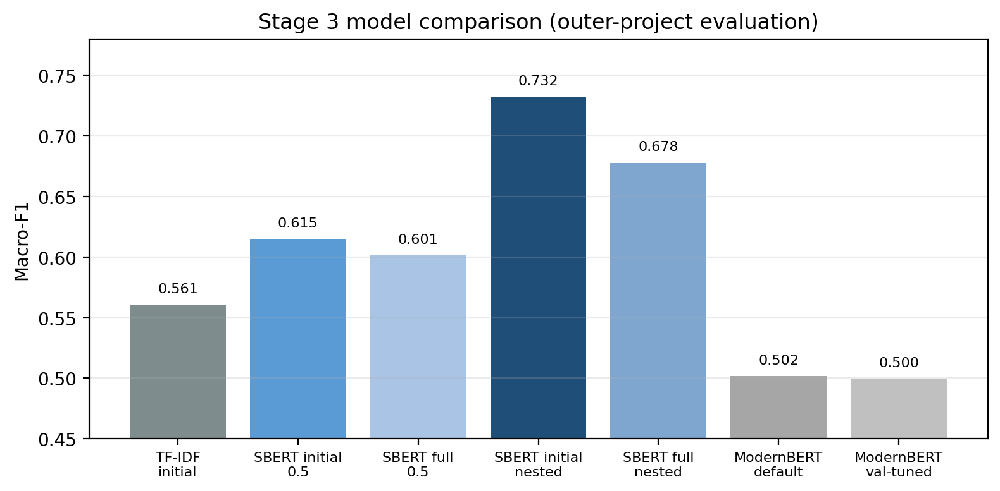 Stage 3 model comparison (outer-project evaluation)
Macro-F1
0.75
0.70
0.65
0.60
0.55
0.50
0.45
0.561
0.615
0.601
0.732
0.678
0.502
0.500
TF-IDF
initial
SBERT initial
0.5
SBERT full
0.5
SBERT initial
nested
SBERT full
nested
ModernBERT
default
ModernBERT
val-tuned